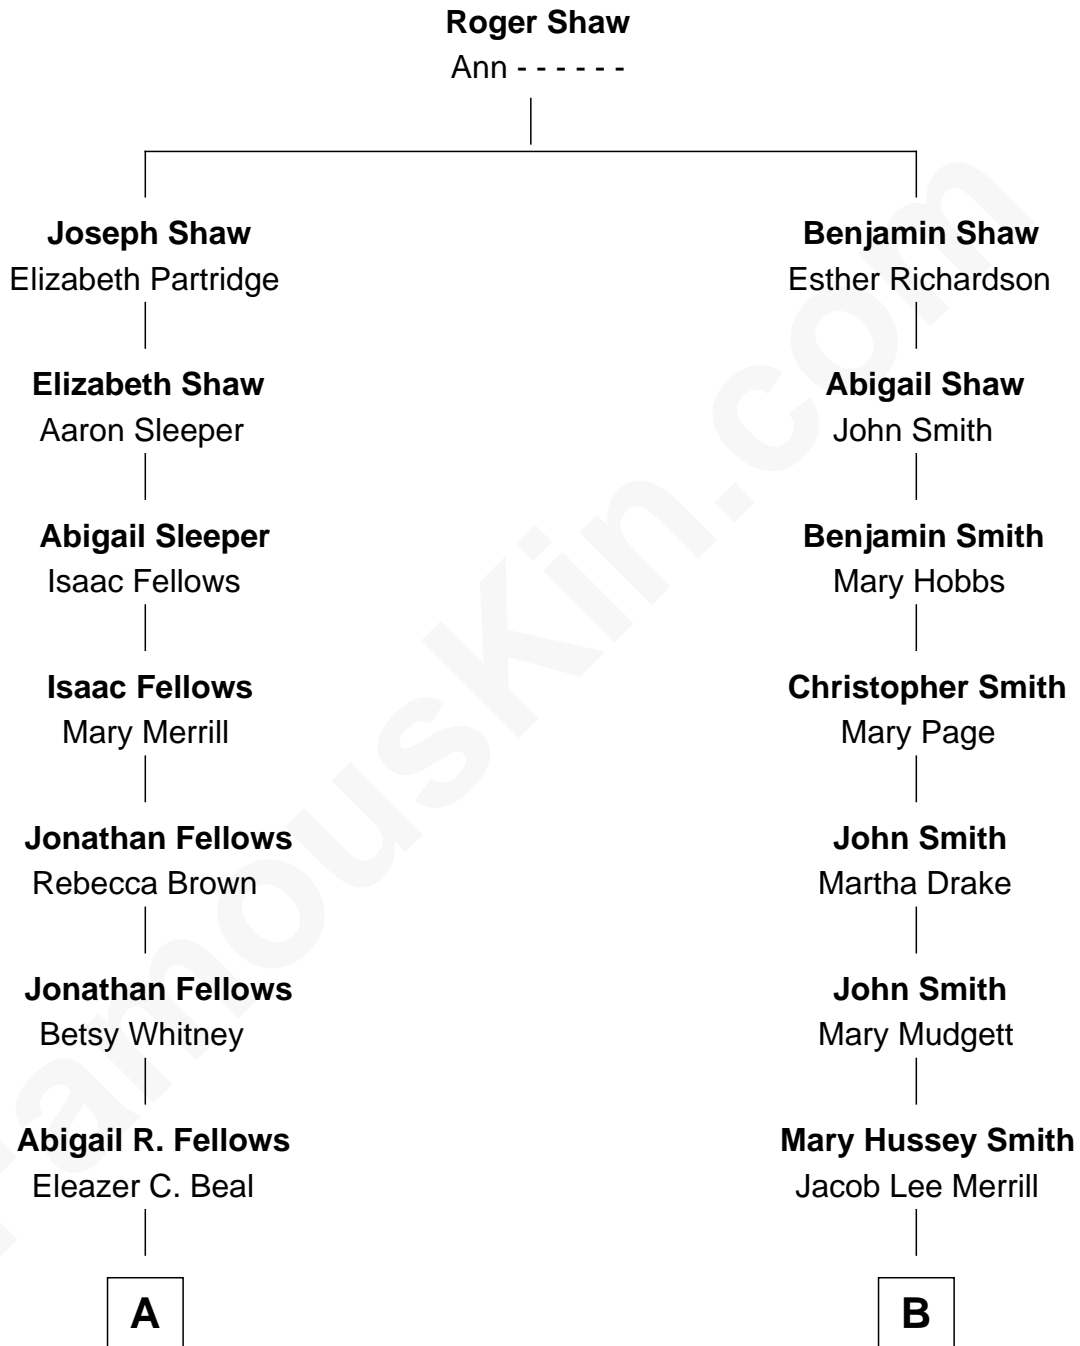 Roger Shaw
Ann - - - - - -
Joseph Shaw
Elizabeth Partridge
Benjamin Shaw
Esther Richardson
Elizabeth Shaw
Aaron Sleeper
Abigail Shaw
John Smith
Abigail Sleeper
Isaac Fellows
Benjamin Smith
Mary Hobbs
Isaac Fellows
Mary Merrill
Christopher Smith
Mary Page
Jonathan Fellows
Rebecca Brown
John Smith
Martha Drake
Jonathan Fellows
Betsy Whitney
John Smith
Mary Mudgett
Abigail R. Fellows
Eleazer C. Beal
Mary Hussey Smith
Jacob Lee Merrill
A
B
FamousKin.com